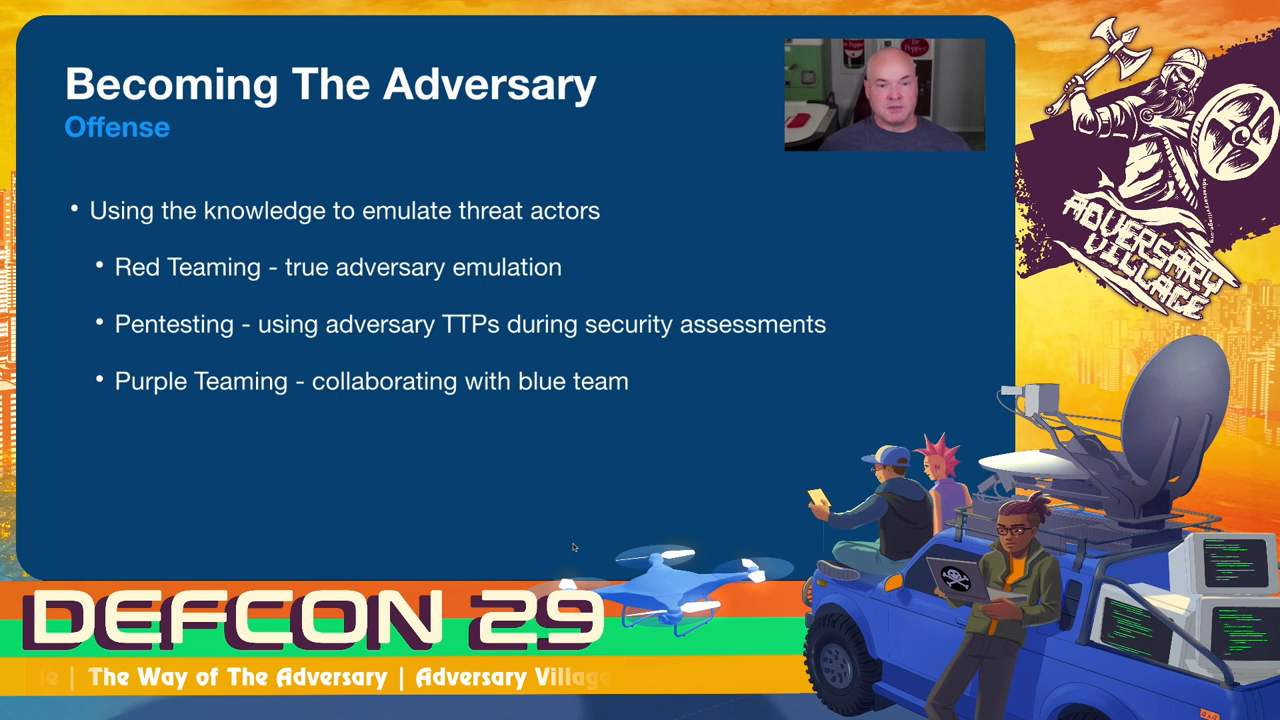 Becoming The Adversary
Offense
• Using the knowledge to emulate threat actors
• Red Teaming - true adversary emulation
• Pentesting - using adversary TTPs during security assessments
• Purple Teaming - collaborating with blue team
ADVERSARY
VILLAGE
DEFCON 29
ie | The Way of The Adversary | Adversary Village